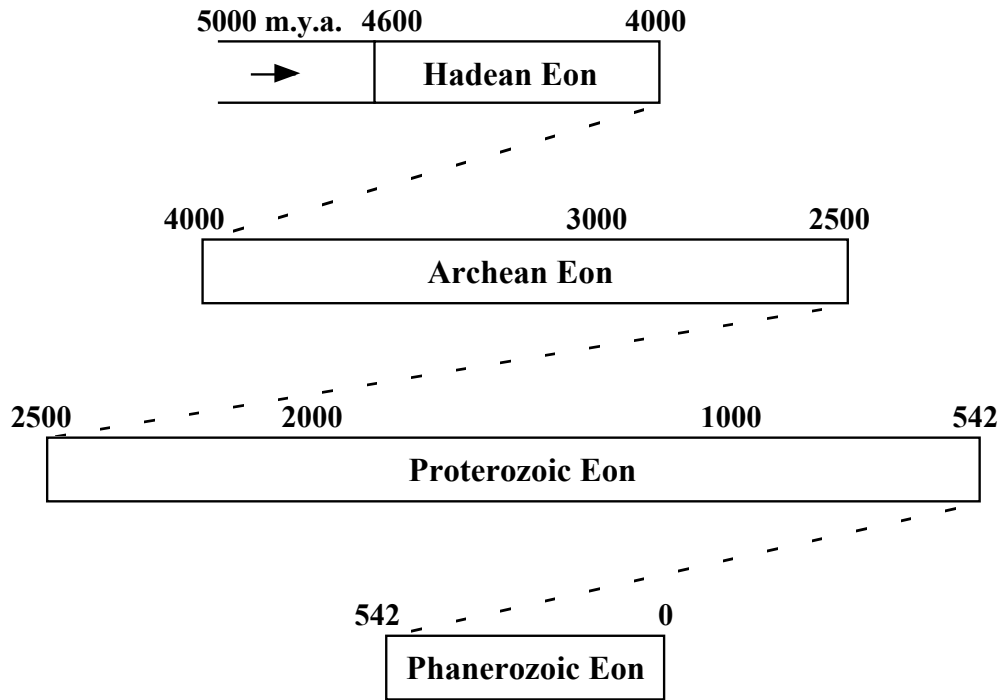 5000 m.y.a. 4600 4000
Hadean Eon
4000 3000 2500
Archean Eon
2500 2000 1000 542
Proterozoic Eon
542 0
Phanerozoic Eon